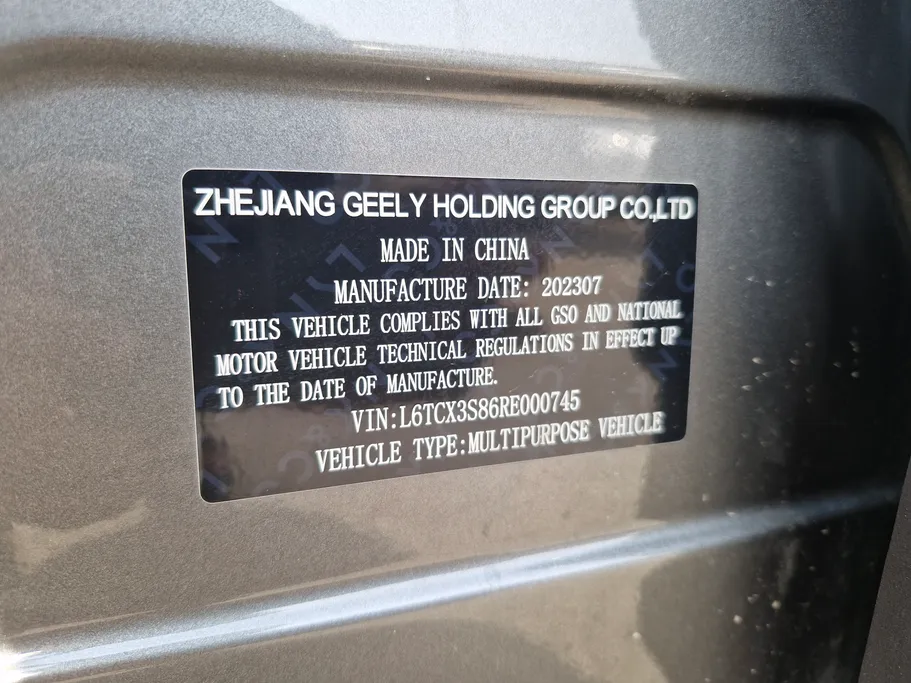 ZHEJIANG GEELY HOLDING GROUP CO.,LTD
MADE IN CHINA
MANUFACTURE DATE: 202307
THIS VEHICLE COMPLIES WITH ALL GSO AND NATIONAL
MOTOR VEHICLE TECHNICAL REGULATIONS IN EFFECT UP
TO THE DATE OF MANUFACTURE.
VIN:L6TCX3S86RE000745
VEHICLE TYPE:MULTIPURPOSE VEHICLE